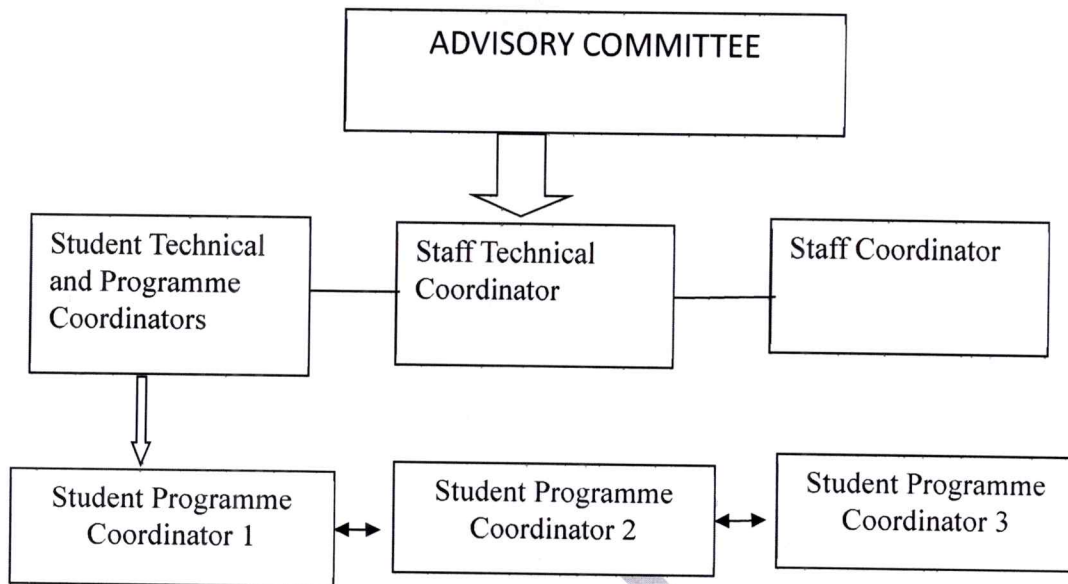 ADVISORY COMMITTEE
Student Technical
and Programme
Coordinators
Staff Technical
Coordinator
Staff Coordinator
Student Programme
Coordinator 1
Student Programme
Coordinator 2
Student Programme
Coordinator 3